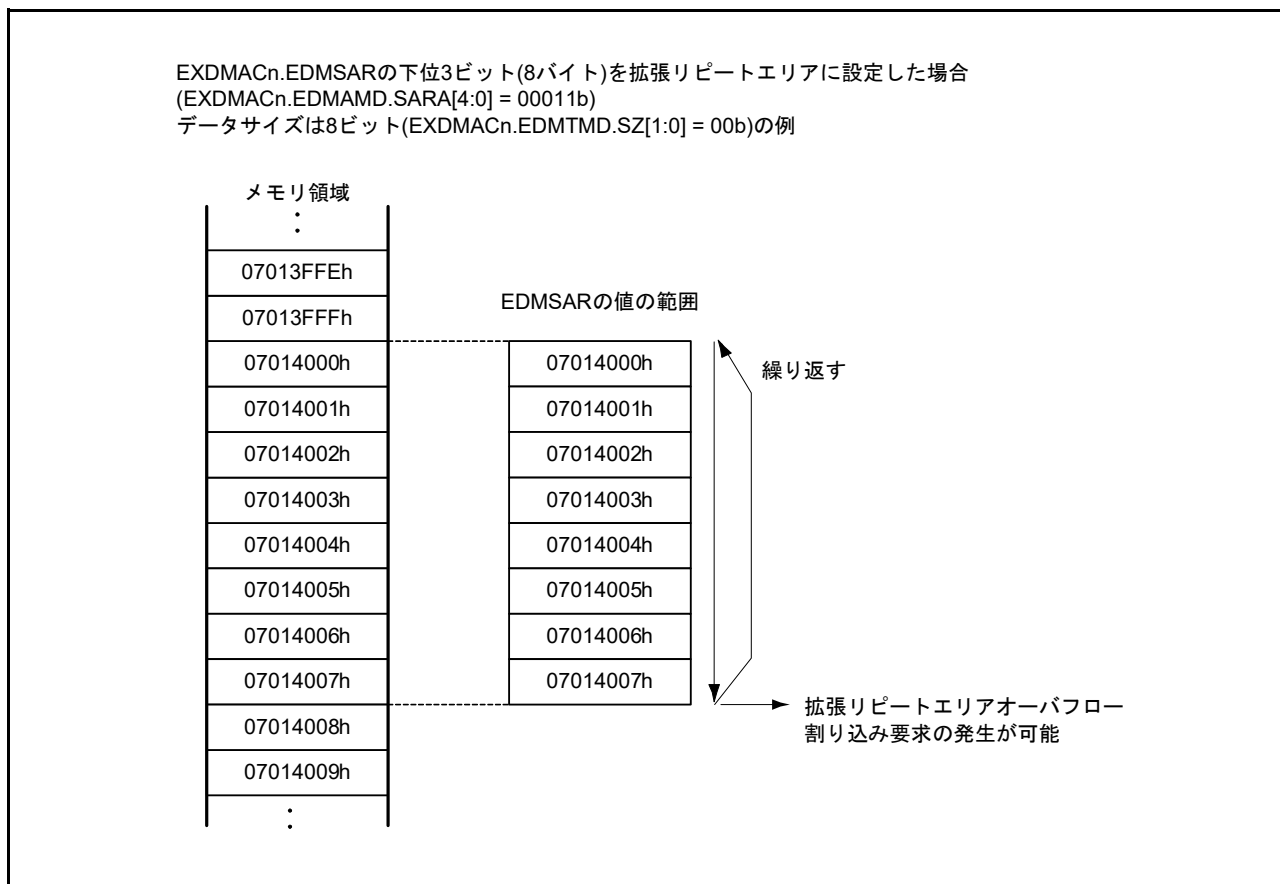 EXDMACn.EDMSARの下位3ビット(8バイト)を拡張リピートエリアに設定した場合
(EXDMACn.EDMAMD.SARA[4:0] = 00011b)
データサイズは8ビット(EXDMACn.EDMTMD.SZ[1:0] = 00b)の例
メモリ領域
07013FFEh
07013FFFh
07014000h
07014001h
07014002h
07014003h
07014004h
07014005h
07014006h
07014007h
07014008h
07014009h
EDMSARの値の範囲
07014000h
07014001h
07014002h
07014003h
07014004h
07014005h
07014006h
07014007h
繰り返す
拡張リピートエリアオーバフロー
割り込み要求の発生が可能